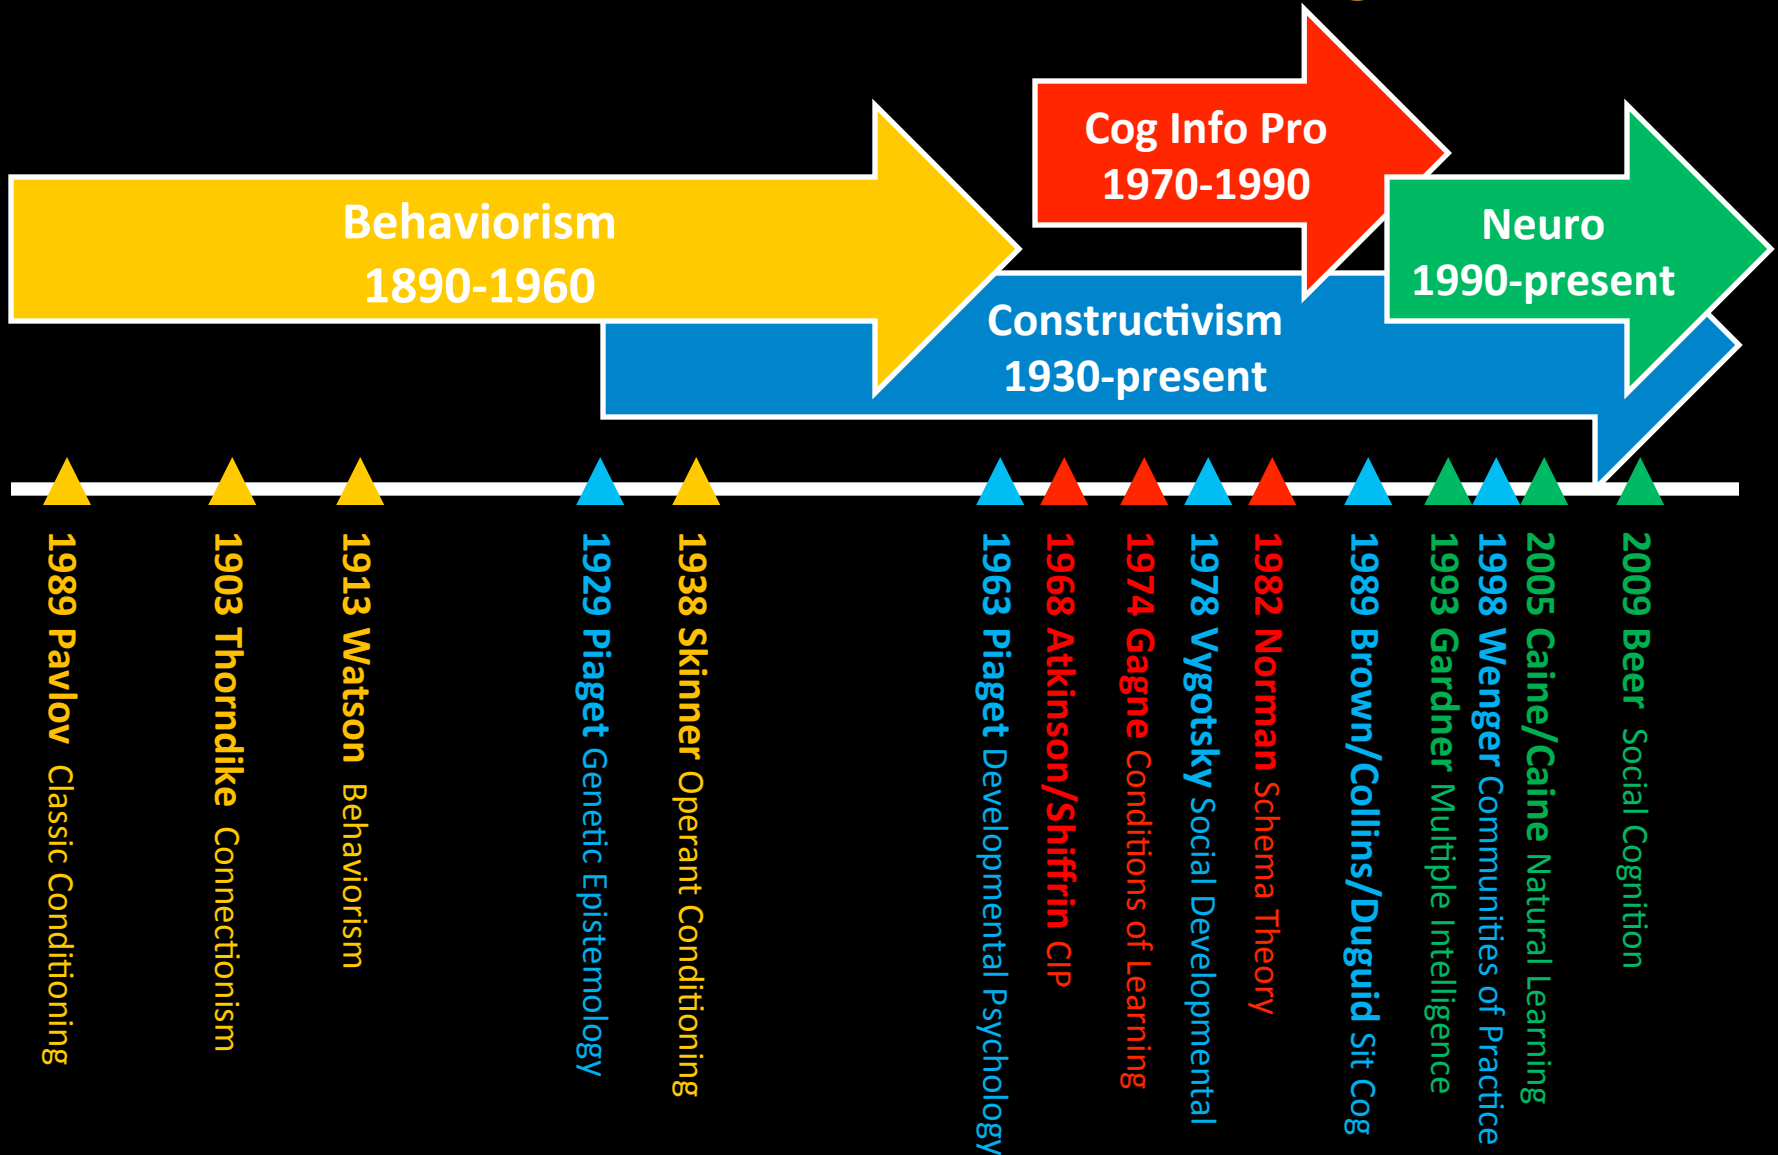 Cog Info Pro
1970-1990
Behaviorism
1890-1960
Neuro
1990-present
Constructivism
1930-present
1989 Pavlov Classic Conditioning
1903 Thorndike Connectionism
1913 Watson Behaviorism
1929 Piaget Genetic Epistemology
1938 Skinner Operant Conditioning
1963 Piaget Developmental Psychology
1968 Atkinson/Shiffrin CIP
1974 Gagne Conditions of Learning
1978 Vygotsky Social Developmental
1982 Norman Schema Theory
1989 Brown/Collins/Duguid Sit Cog
1993 Gardner Multiple Intelligence
1998 Wenger Communities of Practice
2005 Caine/Caine Natural Learning
2009 Beer Social Cognition